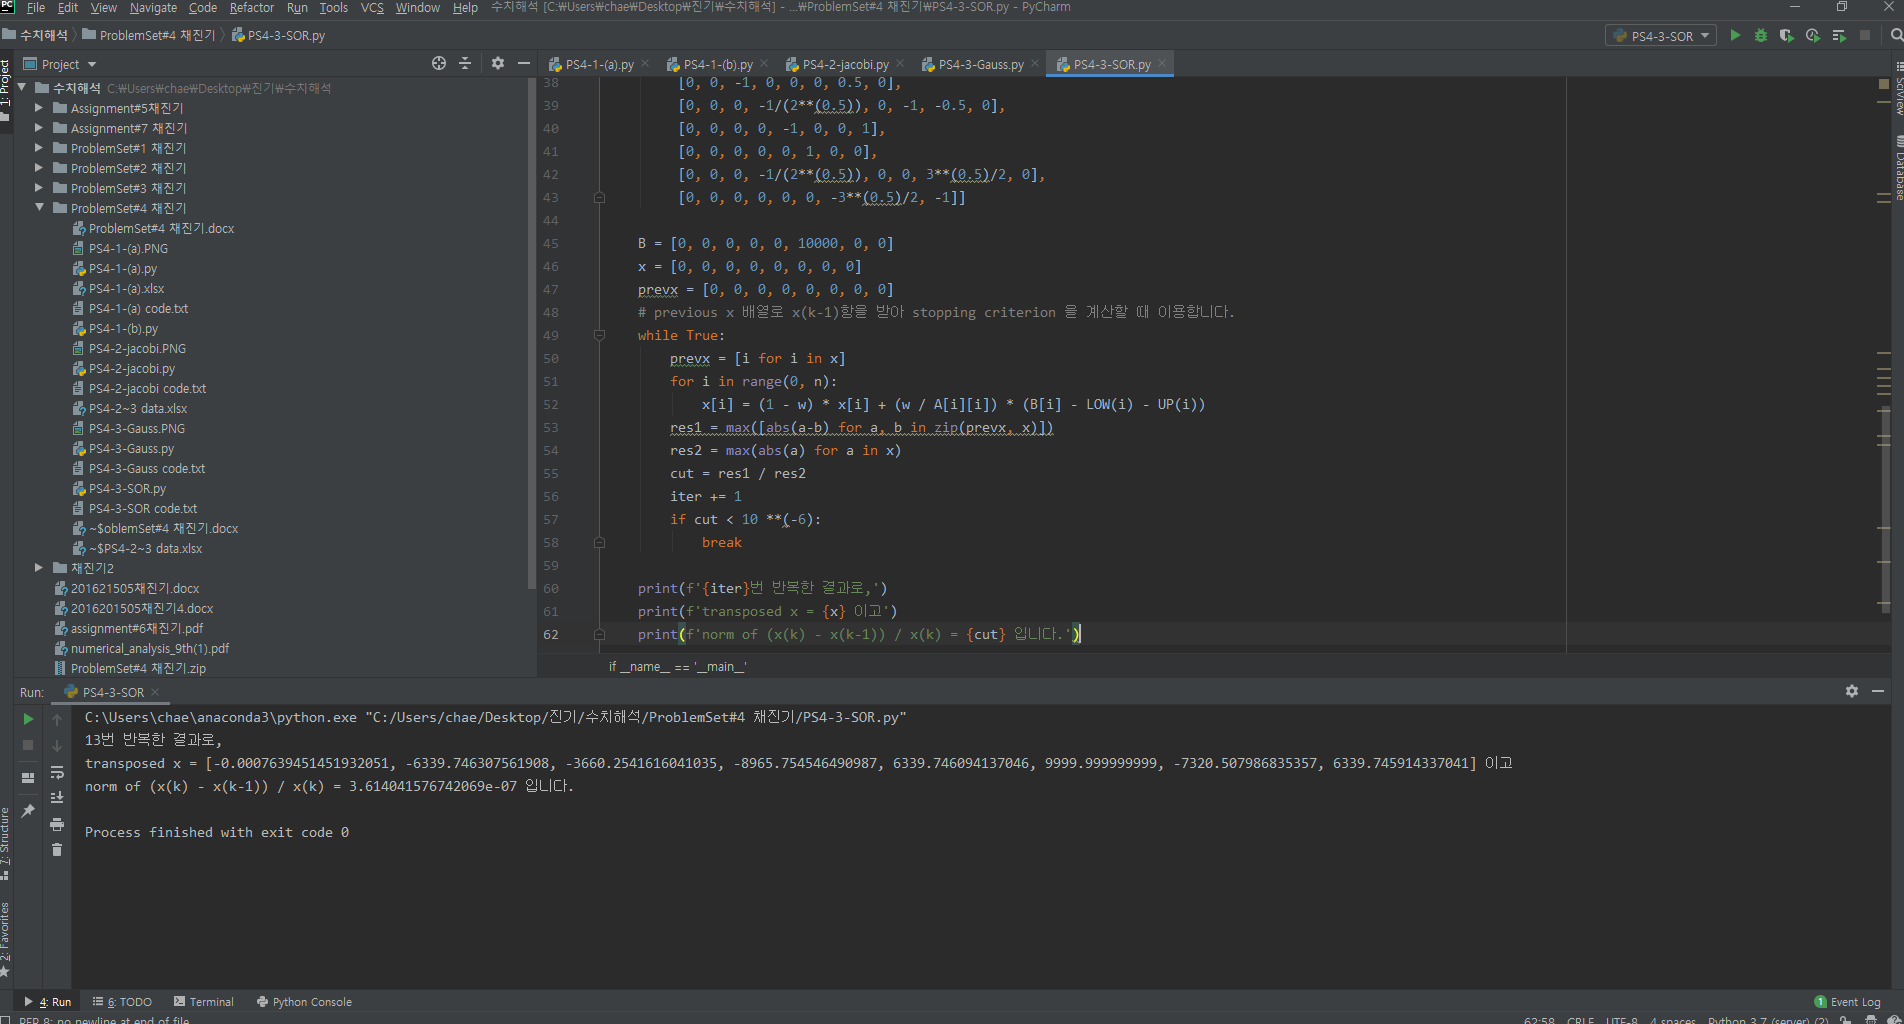 PC File Edit View Navigate Code Refactor Run Tools VCS Window Help 수치해석 [C:₩Users₩chae₩Desktop₩진기₩수치해석] - ...₩ProblemSet#4 채진기₩PS4-3-SOR.py - PyCharm
수치해석 ProblemSet#4 채진기 PS4-3-SOR.py PS4-3-SOR
Project PS4-1-(a).py PS4-1-(b).py PS4-2-jacobi.py PS4-3-Gauss.py PS4-3-SOR.py
1: Project
수치해석 C:₩Users₩chae₩Desktop₩진기₩수치해석
Assignment#5채진기
Assignment#7 채진기
ProblemSet#1 채진기
ProblemSet#2 채진기
ProblemSet#3 채진기
ProblemSet#4 채진기
ProblemSet#4 채진기.docx
PS4-1-(a).PNG
PS4-1-(a).py
PS4-1-(a).xlsx
PS4-1-(a) code.txt
PS4-1-(b).py
PS4-2-jacobi.PNG
PS4-2-jacobi.py
PS4-2-jacobi code.txt
PS4-2~3 data.xlsx
PS4-3-Gauss.PNG
PS4-3-Gauss.py
PS4-3-Gauss code.txt
PS4-3-SOR.py
PS4-3-SOR code.txt
~$oblemSet#4 채진기.docx
~$PS4-2~3 data.xlsx
채진기2
201621505채진기.docx
2016201505채진기4.docx
assignment#6채진기.pdf
numerical_analysis_9th(1).pdf
ProblemSet#4 채진기.zip
38 [0, 0, -1, 0, 0, 0, 0.5, 0],
39 [0, 0, 0, -1/(2**(0.5)), 0, -1, -0.5, 0],
40 [0, 0, 0, 0, -1, 0, 0, 1],
41 [0, 0, 0, 0, 0, 1, 0, 0],
42 [0, 0, 0, -1/(2**(0.5)), 0, 0, 3**(0.5)/2, 0],
43 [0, 0, 0, 0, 0, 0, -3**(0.5)/2, -1]]
44
45 B = [0, 0, 0, 0, 0, 10000, 0, 0]
46 x = [0, 0, 0, 0, 0, 0, 0, 0]
47 prevx = [0, 0, 0, 0, 0, 0, 0, 0]
48 # previous x 배열로 x(k-1)항을 받아 stopping criterion 을 계산할 때 이용합니다.
49 while True:
50 prevx = [i for i in x]
51 for i in range(0, n):
52 x[i] = (1 - w) * x[i] + (w / A[i][i]) * (B[i] - LOW(i) - UP(i))
53 res1 = max([abs(a-b) for a, b in zip(prevx, x)])
54 res2 = max(abs(a) for a in x)
55 cut = res1 / res2
56 iter += 1
57 if cut < 10 **(-6):
58 break
59
60 print(f'{iter}번 반복한 결과로,')
61 print(f'transposed x = {x} 이고')
62 print(f'norm of (x(k) - x(k-1)) / x(k) = {cut} 입니다.')
if __name__ == '__main__'
SciView
Database
Run: PS4-3-SOR
C:\Users\chae\anaconda3\python.exe "C:/Users/chae/Desktop/진기/수치해석/ProblemSet#4 채진기/PS4-3-SOR.py"
13번 반복한 결과로,
transposed x = [-0.0007639451451932051, -6339.746307561908, -3660.2541616041035, -8965.754546490987, 6339.746094137046, 9999.999999999, -7320.507986835357, 6339.745914337041] 이고
norm of (x(k) - x(k-1)) / x(k) = 3.614041576742069e-07 입니다.
Process finished with exit code 0
7: Structure
2: Favorites
4: Run 6: TODO Terminal Python Console 1 Event Log
PEP 8: no newline at end of file 62:58 CRLF UTF-8 4 spaces Python 3.7 (server) (2)